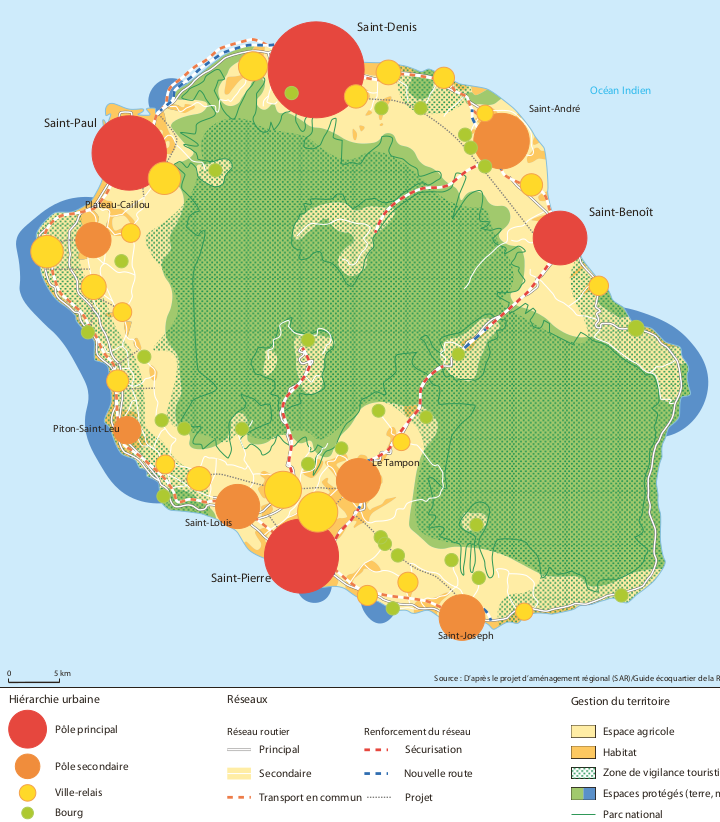 Saint-Denis
Océan Indien
Saint-André
Saint-Paul
Plateau-Caillou
Saint-Benoît
Piton-Saint-Leu
Le Tampon
Saint-Louis
Saint-Pierre
Saint-Joseph
0 5 km
Source : D'après le projet d'aménagement régional (SAR)/Guide écoquartier de la R
Hiérarchie urbaine
Pôle principal
Pôle secondaire
Ville-relais
Bourg
Réseaux
Réseau routier
Principal
Secondaire
Transport en commun
Renforcement du réseau
Sécurisation
Nouvelle route
Projet
Gestion du territoire
Espace agricole
Habitat
Zone de vigilance touristi
Espaces protégés (terre, m
Parc national